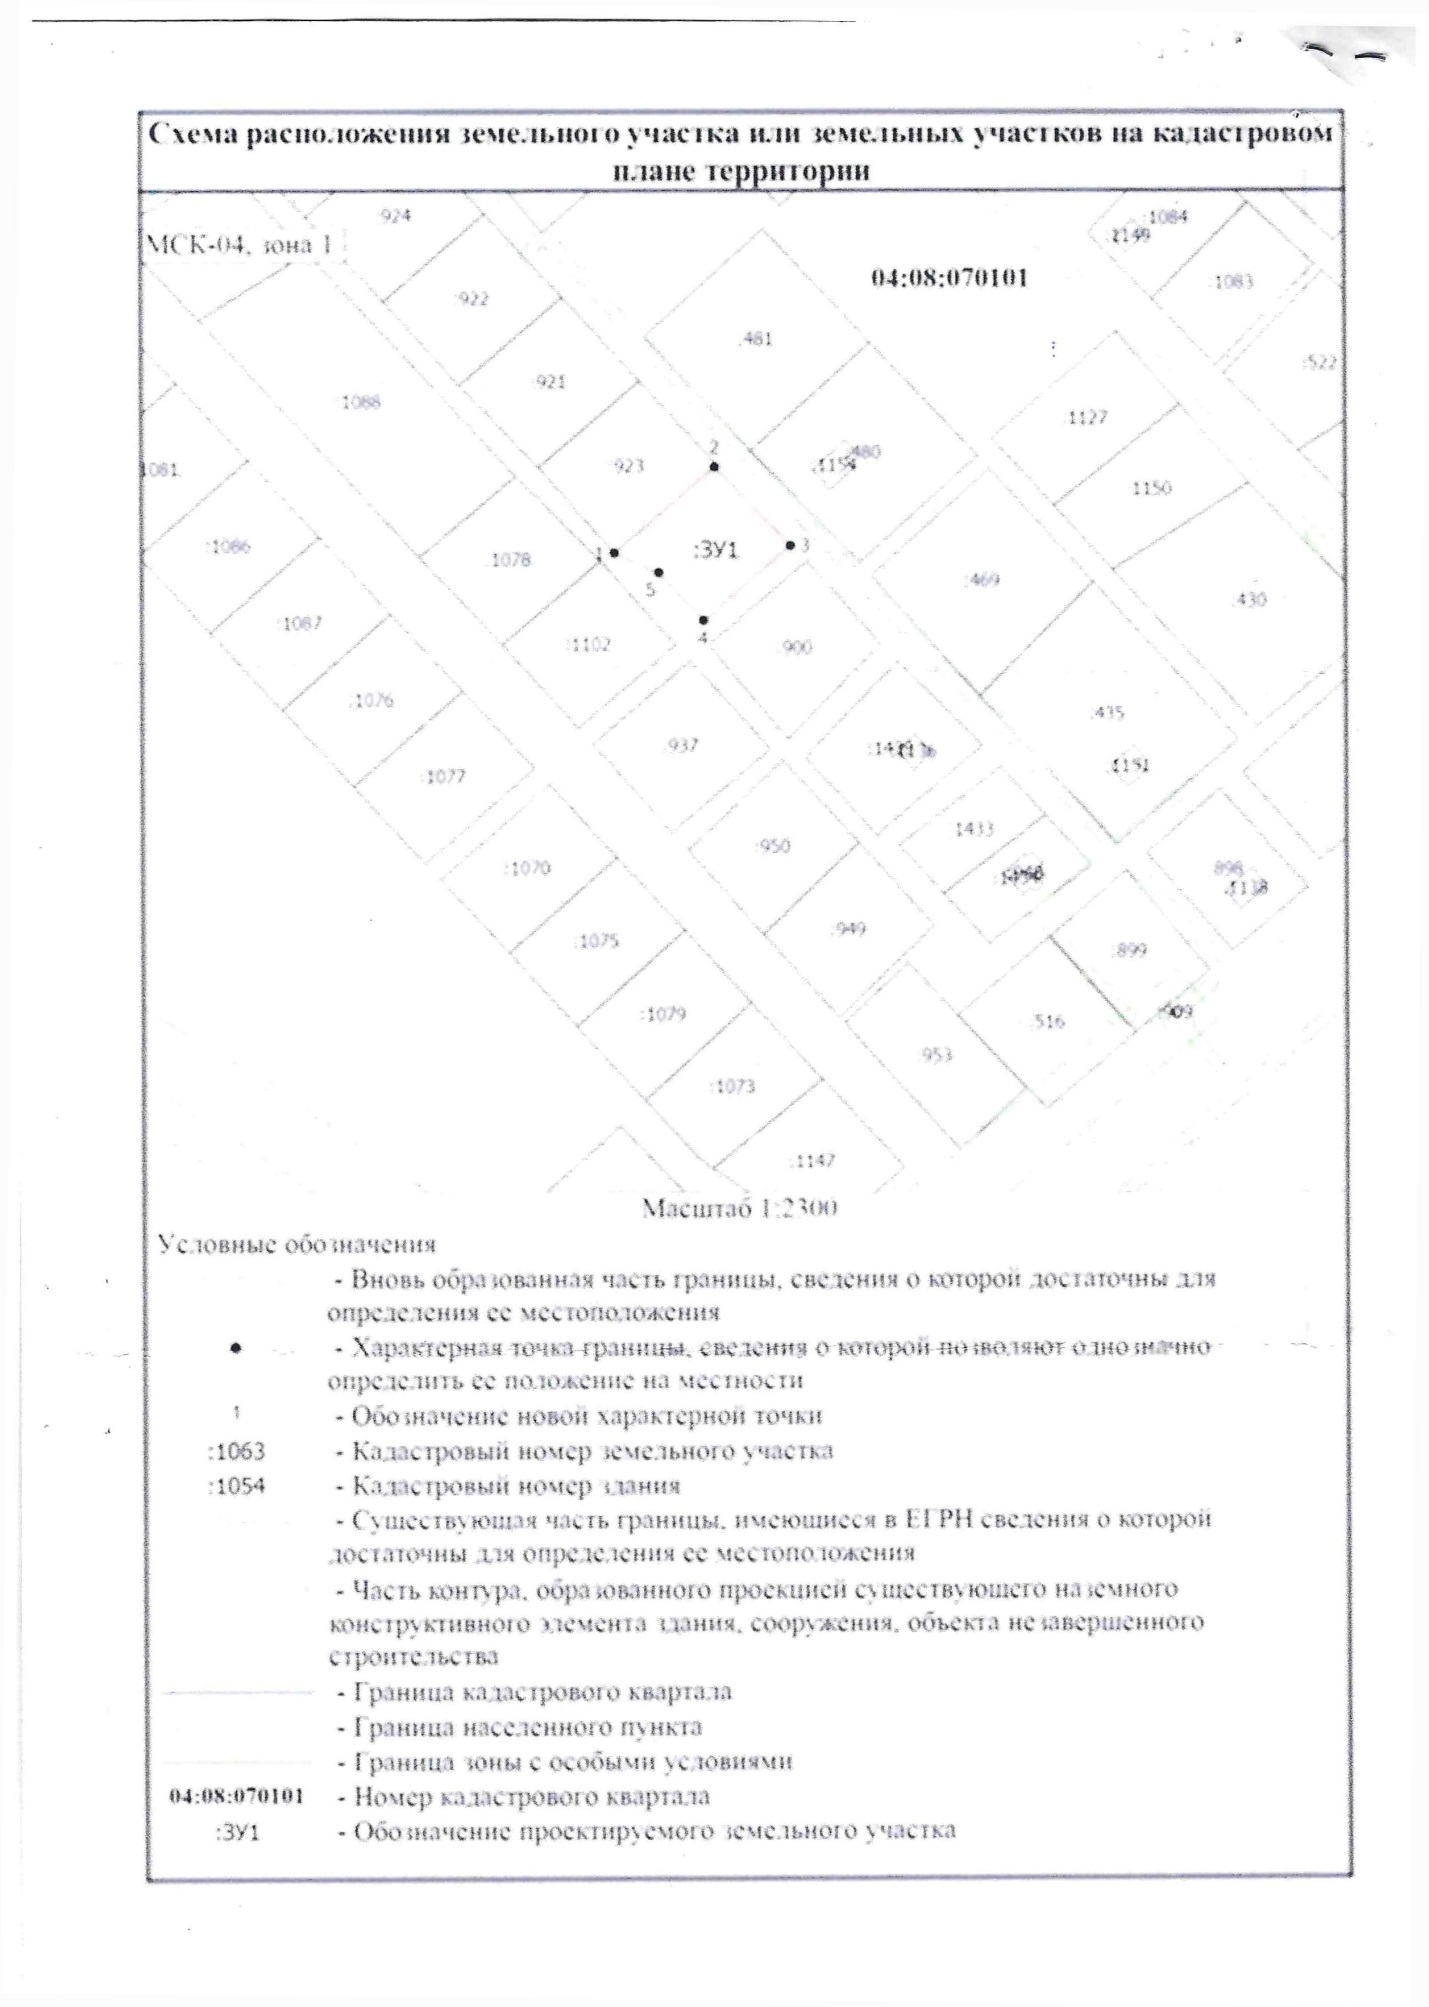 Схема расположения земельного участка или земельных участков на кадастровом
плане территории
МСК-04, зона 1
04:08:070101
:924
:1084
:1149
:922
:1083
:481
:522
:921
:1088
:1127
2
:923
:480
:1154
:1081
:1150
1
:ЗУ1
3
:1086
:1078
5
:469
:430
:1087
4
:1102
:900
:1076
:435
:937
:1077
:1151
:950
1433
:1070
:898
:1138
:949
:1075
:899
:1079
:516
:909
:953
:1073
:1147
Масштаб 1:2300
Условные обозначения
- Вновь образованная часть границы, сведения о которой достаточны для
определения ее местоположения
- Характерная точка границы, сведения о которой позволяют однозначно
определить ее положение на местности
1 - Обозначение новой характерной точки
:1063 - Кадастровый номер земельного участка
:1054 - Кадастровый номер здания
- Существующая часть границы, имеющиеся в ЕГРН сведения о которой
достаточны для определения ее местоположения
- Часть контура, образованного проекцией существующего наземного
конструктивного элемента здания, сооружения, объекта незавершенного
строительства
- Граница кадастрового квартала
- Граница населенного пункта
- Граница зоны с особыми условиями
04:08:070101 - Номер кадастрового квартала
:ЗУ1 - Обозначение проектируемого земельного участка